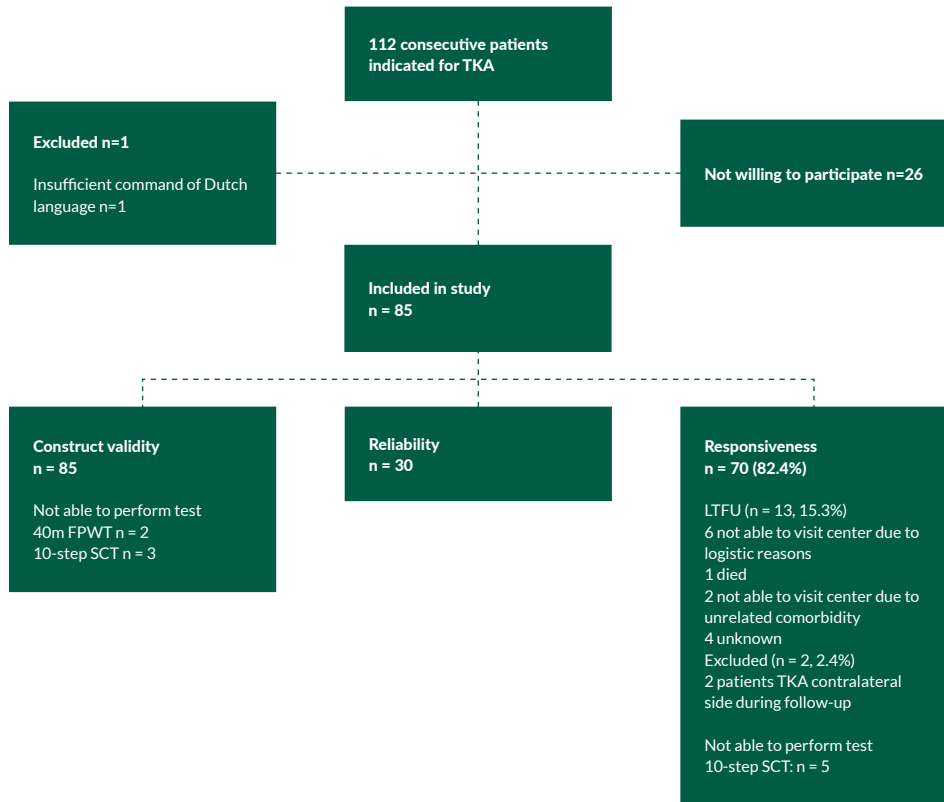 112 consecutive patients
indicated for TKA
Excluded n=1
Insufficient command of Dutch
language n=1
Not willing to participate n=26
Included in study
n = 85
Construct validity
n = 85
Not able to perform test
40m FPWT n = 2
10-step SCT n = 3
Reliability
n = 30
Responsiveness
n = 70 (82.4%)
LTFU (n = 13, 15.3%)
6 not able to visit center due to
logistic reasons
1 died
2 not able to visit center due to
unrelated comorbidity
4 unknown
Excluded (n = 2, 2.4%)
2 patients TKA contralateral
side during follow-up
Not able to perform test
10-step SCT: n = 5